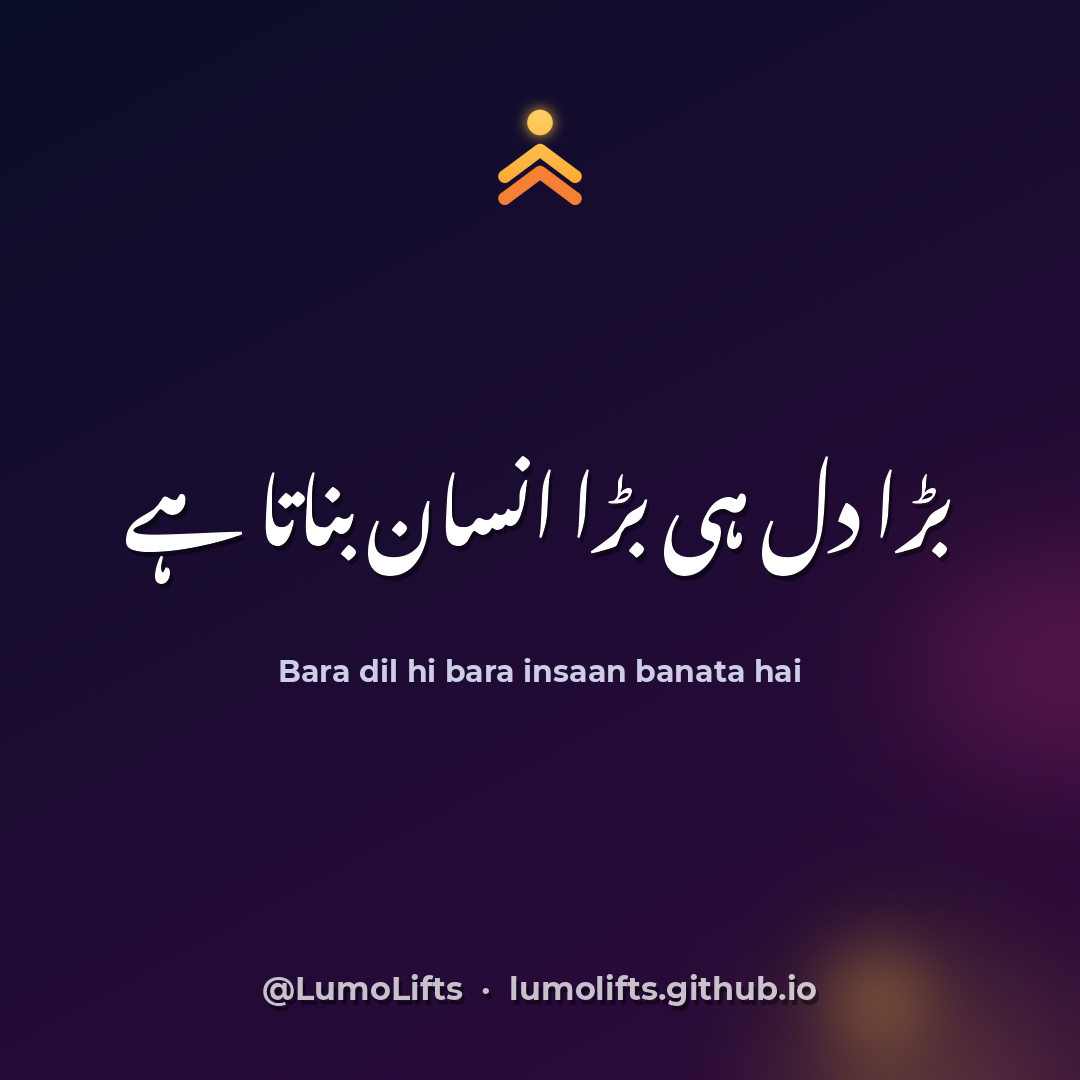 بڑا دل ہی بڑا انسان بناتا ہے
Bara dil hi bara insaan banata hai
@LumoLifts · lumolifts.github.io